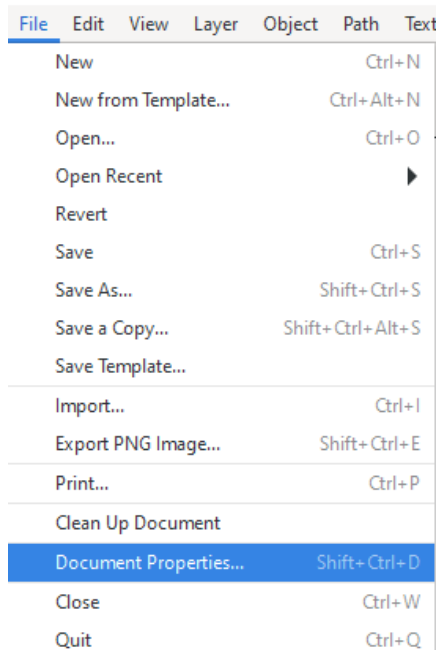 File Edit View Layer Object Path Text
New Ctrl+N
New from Template... Ctrl+Alt+N
Open... Ctrl+O
Open Recent
Revert
Save Ctrl+S
Save As... Shift+Ctrl+S
Save a Copy... Shift+Ctrl+Alt+S
Save Template...
Import... Ctrl+I
Export PNG Image... Shift+Ctrl+E
Print... Ctrl+P
Clean Up Document
Document Properties... Shift+Ctrl+D
Close Ctrl+W
Quit Ctrl+Q